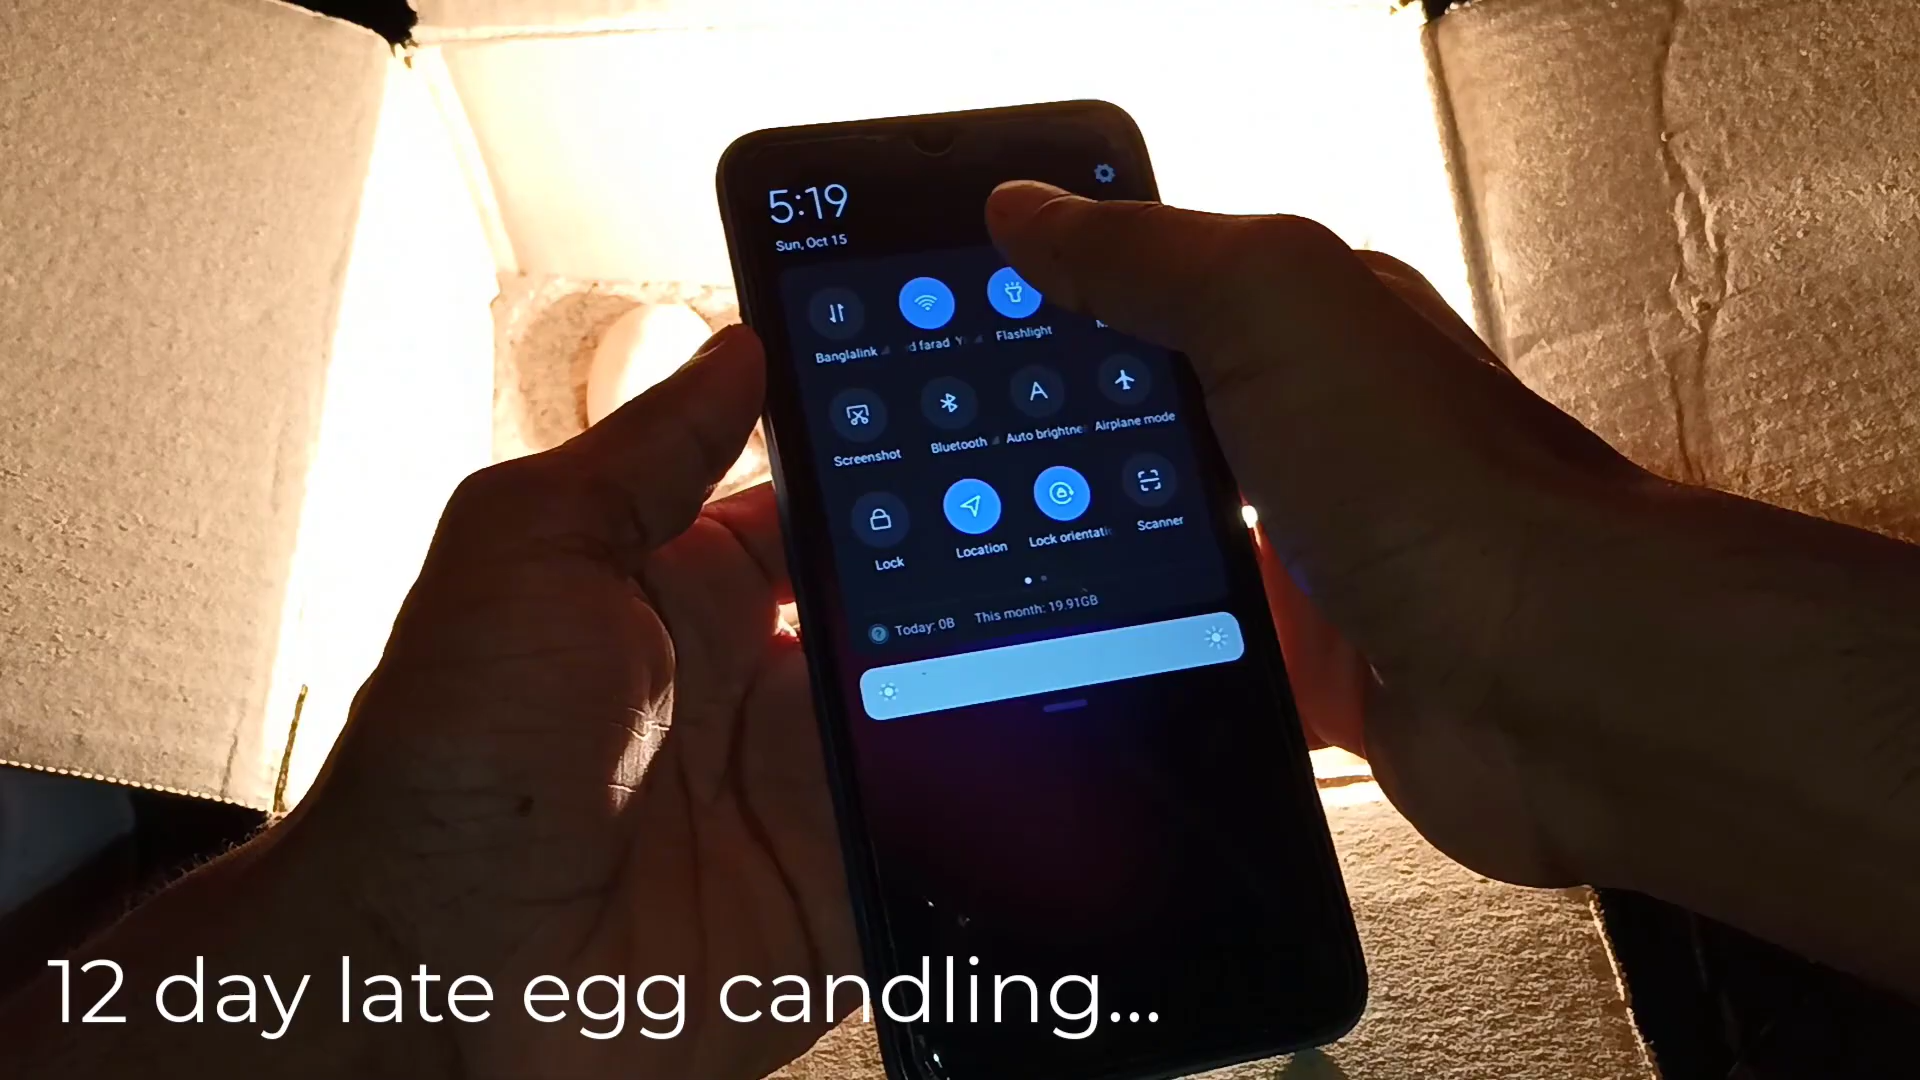 5:19
Sun, Oct 15
Banglalink
d farad
Flashlight
Screenshot
Bluetooth
Auto brightne
Airplane mode
Lock
Location
Lock orientati
Scanner
Today: 0B This month: 19.91GB
12 day late egg candling...